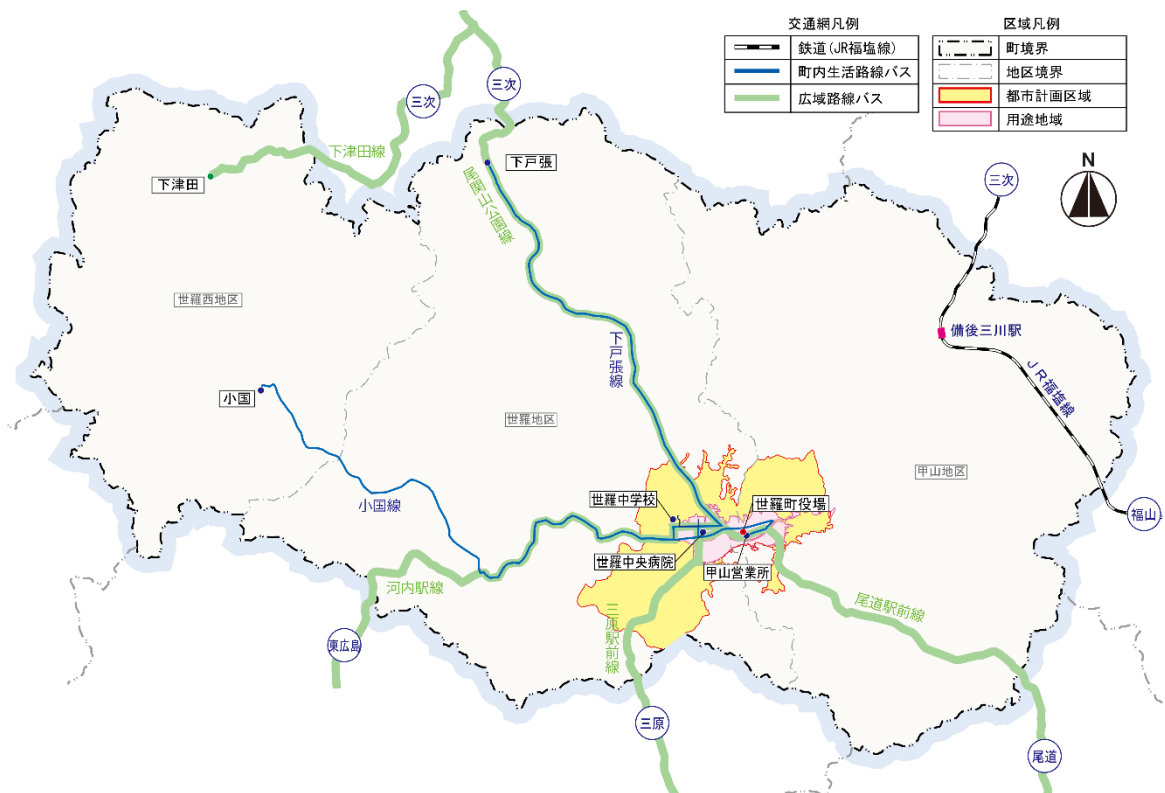 交通網凡例
鉄道(JR福塩線)
町内生活路線バス
広域路線バス
区域凡例
町境界
地区境界
都市計画区域
用途地域
N
三次
三次
三次
下津田線
下津田
下戸張
尾関山公園線
世羅西地区
備後三川駅
下戸張線
JR福塩線
小国
世羅地区
甲山地区
小国線
世羅中学校
世羅町役場
福山
世羅中央病院
甲山営業所
河内駅線
尾道駅前線
三原駅前線
東広島
三原
尾道